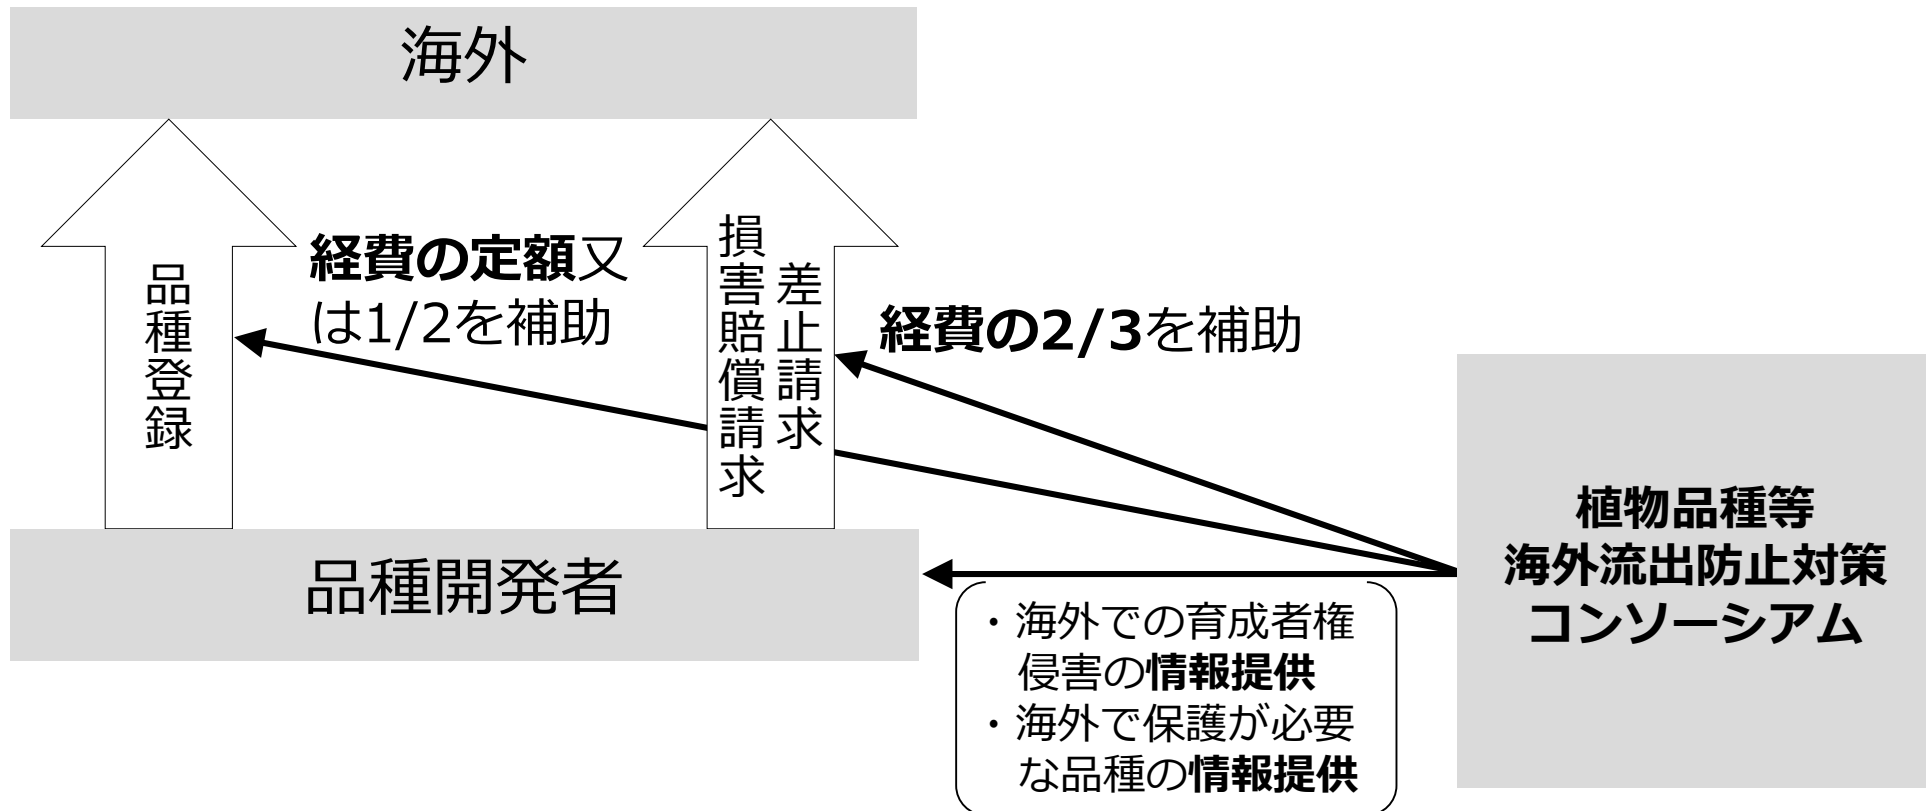 海外
品種登録
経費の定額又
は1/2を補助
差止請求
損害賠償請求
経費の2/3を補助
品種開発者
植物品種等
海外流出防止対策
コンソーシアム
・海外での育成者権
侵害の情報提供
・海外で保護が必要
な品種の情報提供